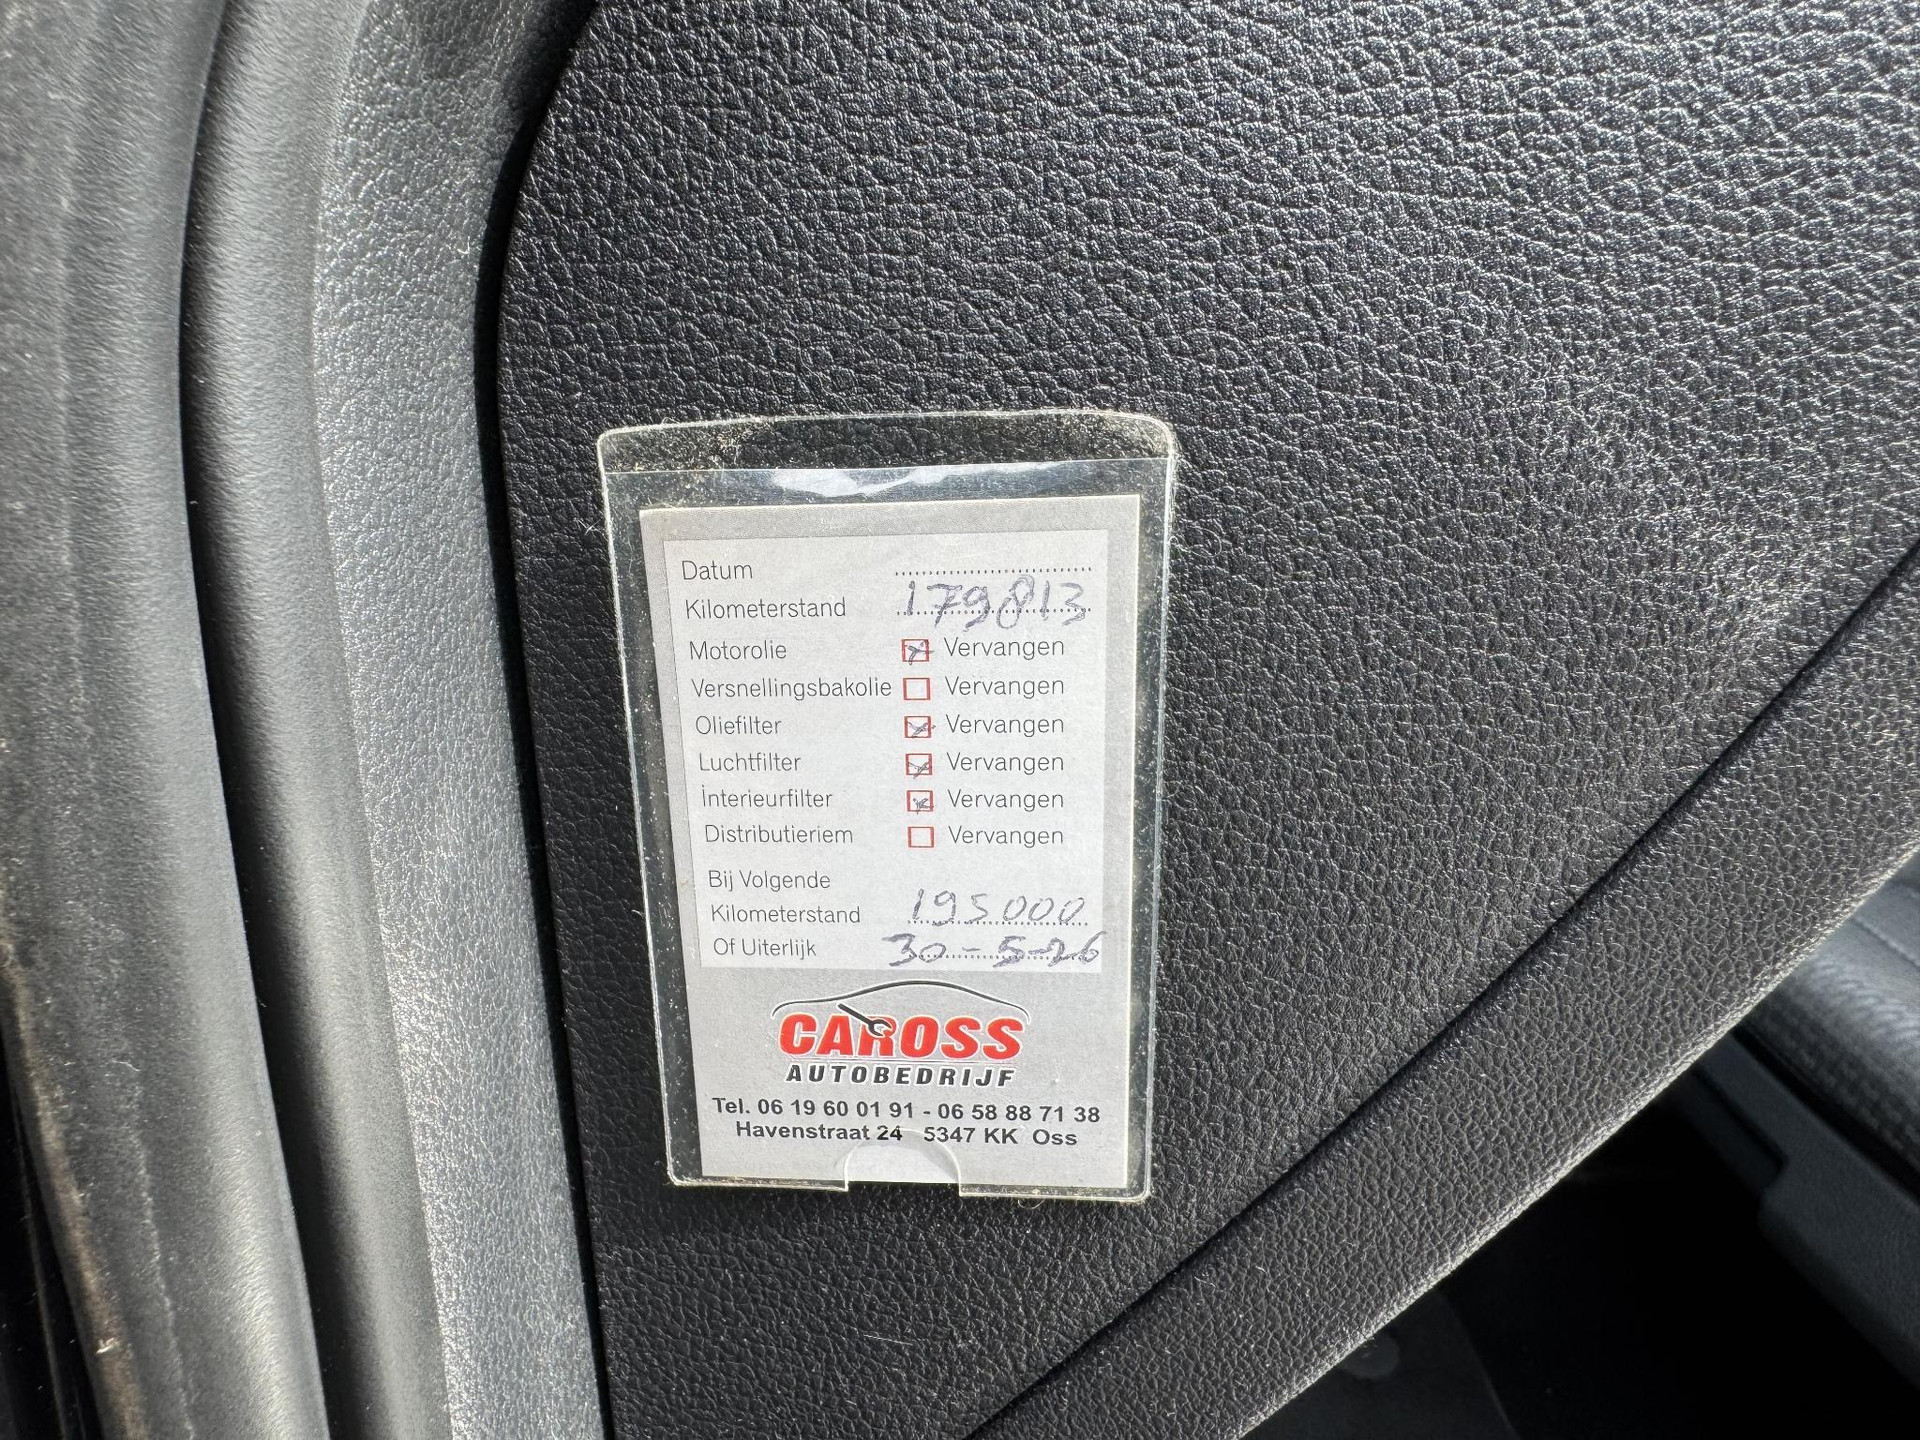 Datum
Kilometerstand 179813
Motorolie Vervangen
Versnellingsbakolie Vervangen
Oliefilter Vervangen
Luchtfilter Vervangen
Interieurfilter Vervangen
Distributieriem Vervangen
Bij Volgende
Kilometerstand 195000
Of Uiterlijk 30-5-26
CAROSS
AUTOBEDRIJF
Tel. 06 19 60 01 91 - 06 58 88 71 38
Havenstraat 24 5347 KK Oss